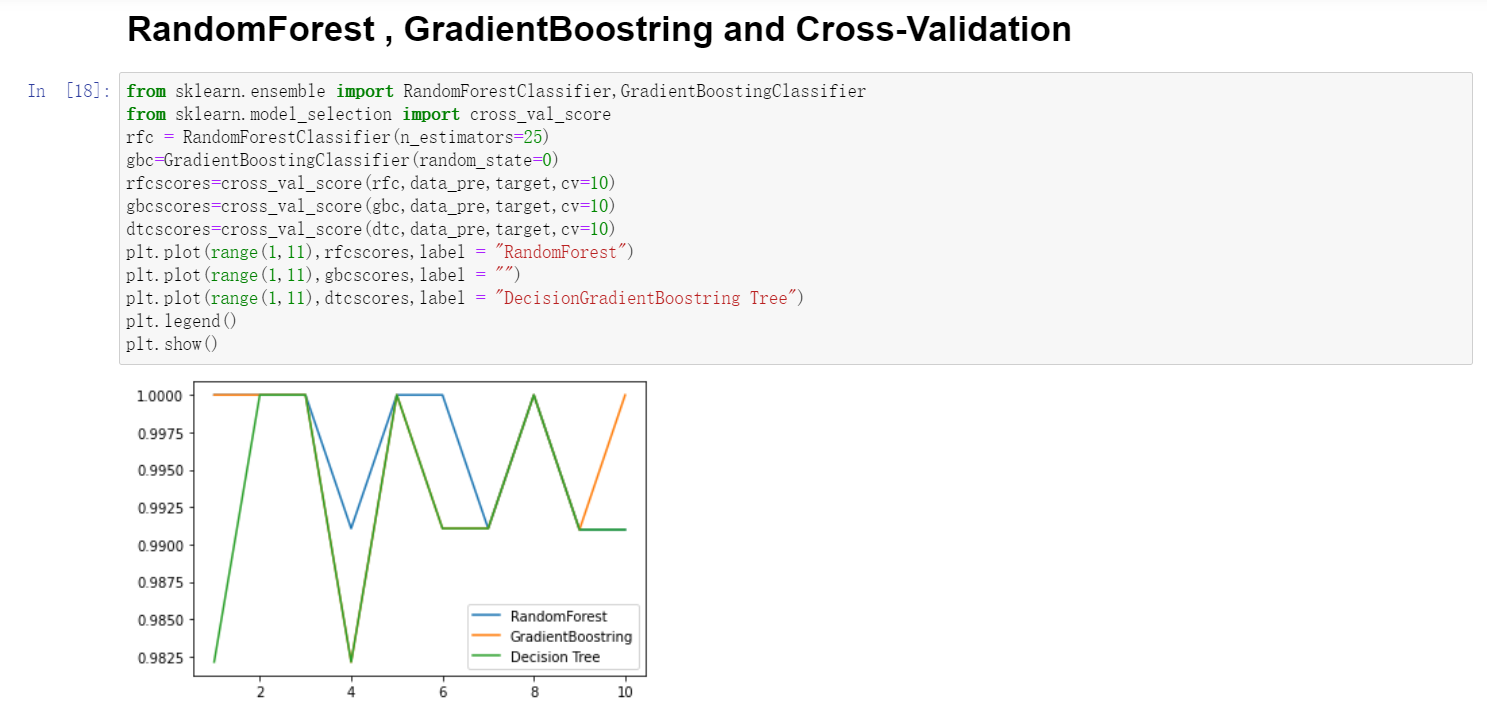 RandomForest , GradientBoostring and Cross-Validation
In [18]:
from sklearn.ensemble import RandomForestClassifier,GradientBoostingClassifier
from sklearn.model_selection import cross_val_score
rfc = RandomForestClassifier(n_estimators=25)
gbc=GradientBoostingClassifier(random_state=0)
rfcscores=cross_val_score(rfc,data_pre,target,cv=10)
gbcscores=cross_val_score(gbc,data_pre,target,cv=10)
dtcscores=cross_val_score(dtc,data_pre,target,cv=10)
plt.plot(range(1,11),rfcscores,label = "RandomForest")
plt.plot(range(1,11),gbcscores,label = "")
plt.plot(range(1,11),dtcscores,label = "DecisionGradientBoostring Tree")
plt.legend()
plt.show()
1.0000
0.9975
0.9950
0.9925
0.9900
0.9875
0.9850
0.9825
RandomForest
GradientBoostring
Decision Tree
2 4 6 8 10